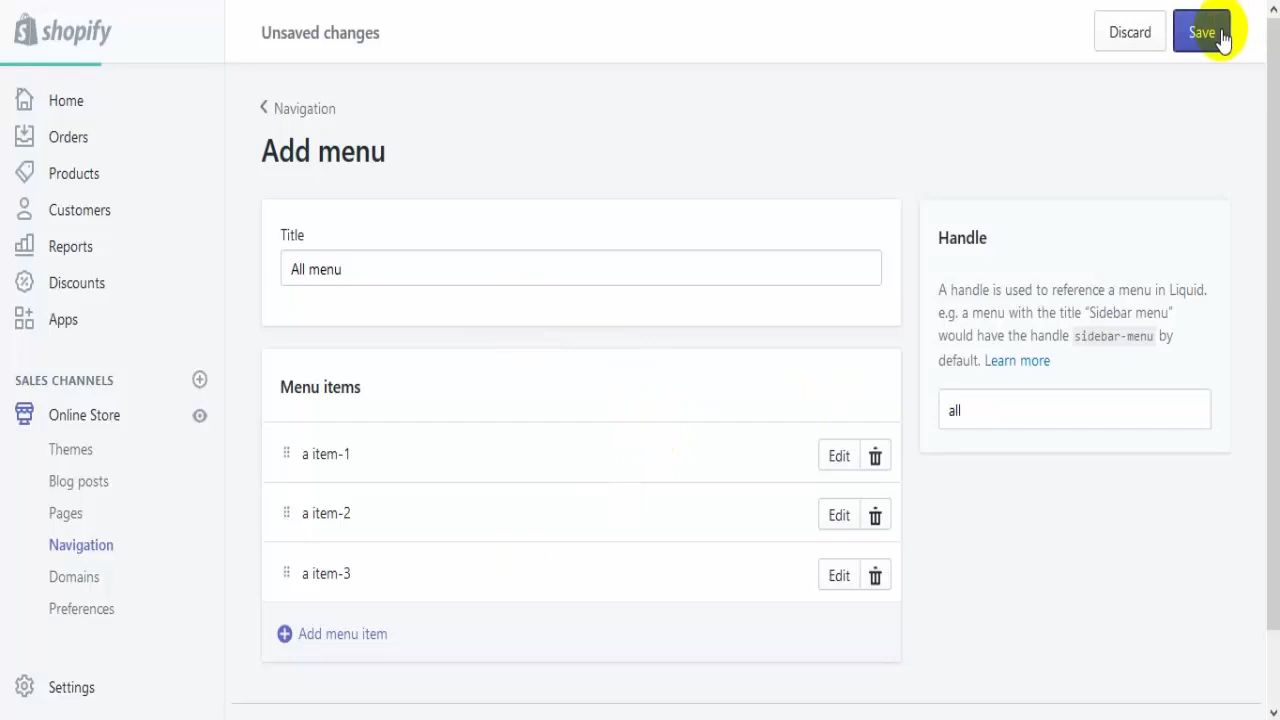 shopify
Unsaved changes
Discard
Save
Home
Orders
Products
Customers
Reports
Discounts
Apps
SALES CHANNELS
Online Store
Themes
Blog posts
Pages
Navigation
Domains
Preferences
Settings
Navigation
Add menu
Title
All menu
Menu items
a item-1
Edit
a item-2
Edit
a item-3
Edit
Add menu item
Handle
A handle is used to reference a menu in Liquid.
e.g. a menu with the title “Sidebar menu”
would have the handle sidebar-menu by
default. Learn more
all